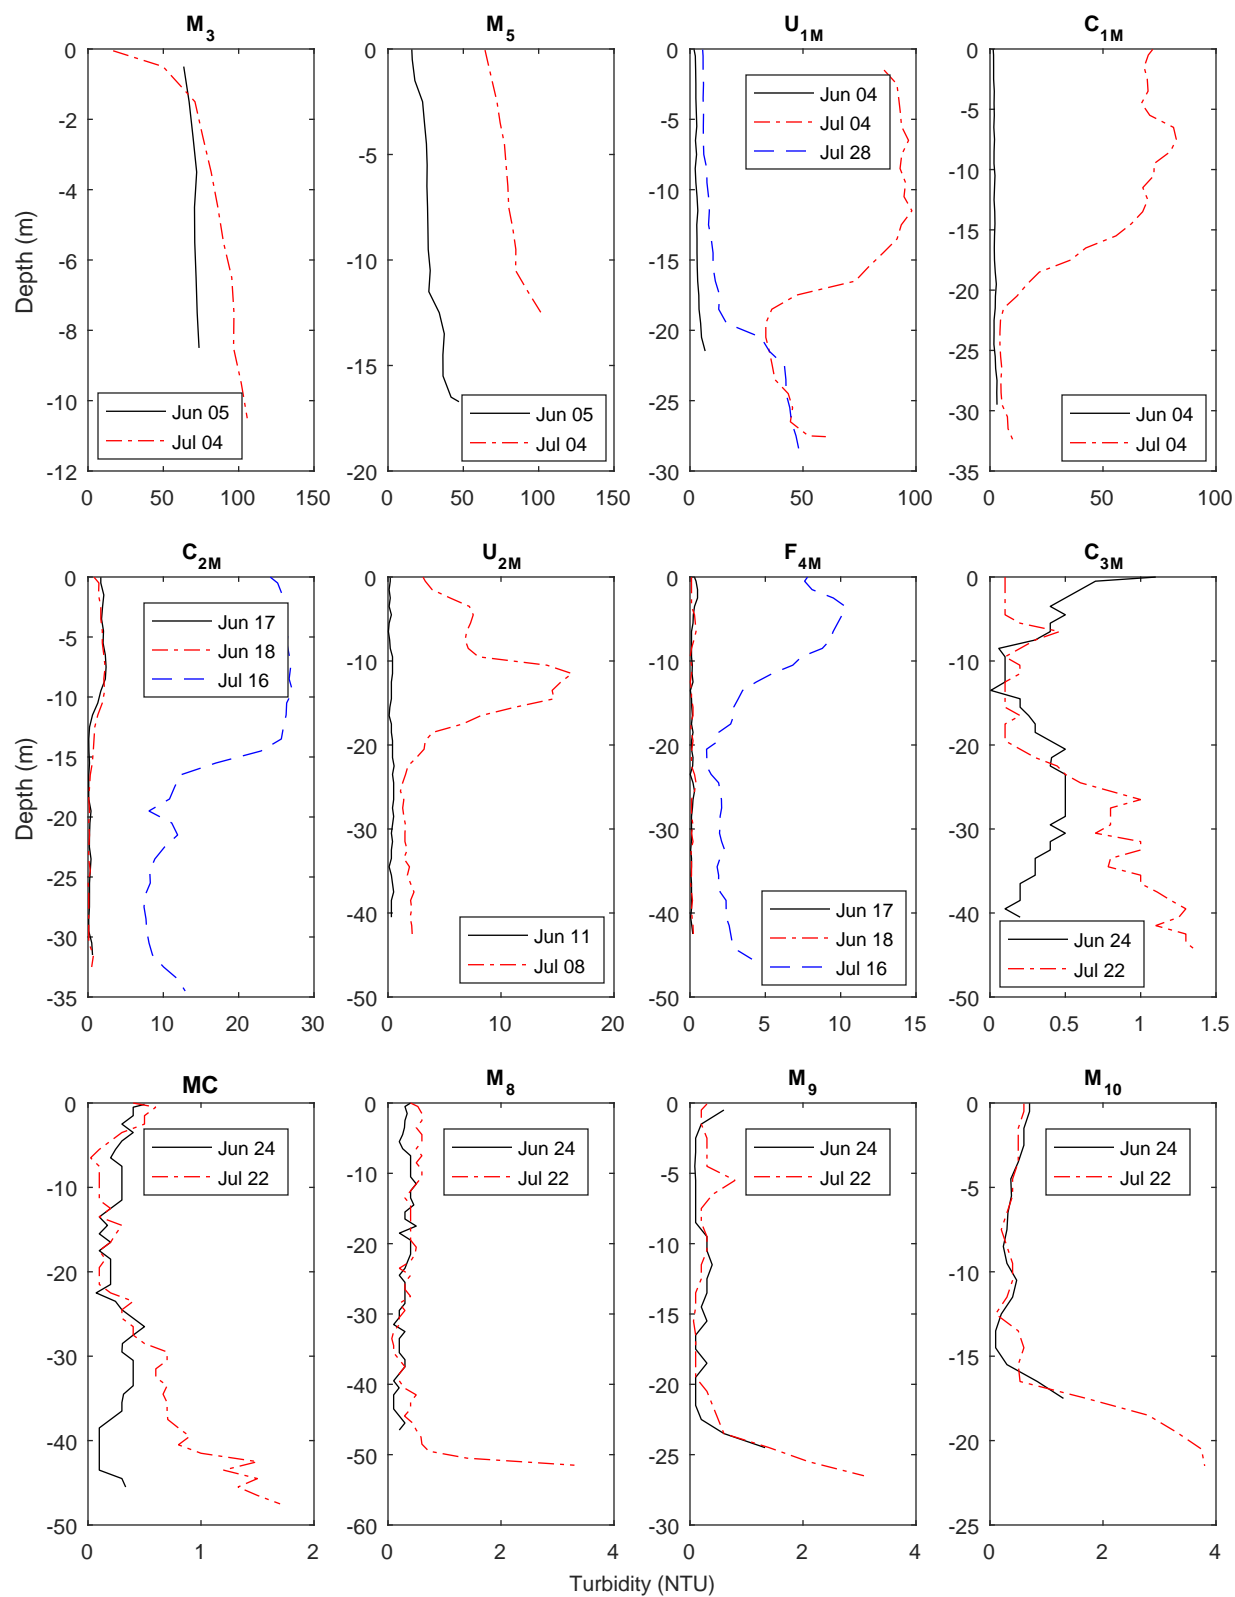 M3
M5
U1M
C1M
0
-2
-4
-6
-8
-10
-12
0
50
100
150
Depth (m)
Jun 05
Jul 04
0
-5
-10
-15
-20
0
50
100
150
Jun 05
Jul 04
0
-5
-10
-15
-20
-25
-30
0
50
100
Jun 04
Jul 04
Jul 28
0
-5
-10
-15
-20
-25
-30
-35
0
50
100
Jun 04
Jul 04
C2M
U2M
F4M
C3M
0
-5
-10
-15
-20
-25
-30
-35
0
10
20
30
Depth (m)
Jun 17
Jun 18
Jul 16
0
-10
-20
-30
-40
-50
0
10
20
Jun 11
Jul 08
0
-10
-20
-30
-40
-50
0
5
10
15
Jun 17
Jun 18
Jul 16
0
-10
-20
-30
-40
-50
0
0.5
1
1.5
Jun 24
Jul 22
MC
M8
M9
M10
0
-10
-20
-30
-40
-50
0
1
2
Jun 24
Jul 22
0
-10
-20
-30
-40
-50
-60
0
2
4
Jun 24
Jul 22
0
-5
-10
-15
-20
-25
-30
0
2
4
Jun 24
Jul 22
0
-5
-10
-15
-20
-25
0
2
4
Jun 24
Jul 22
Turbidity (NTU)